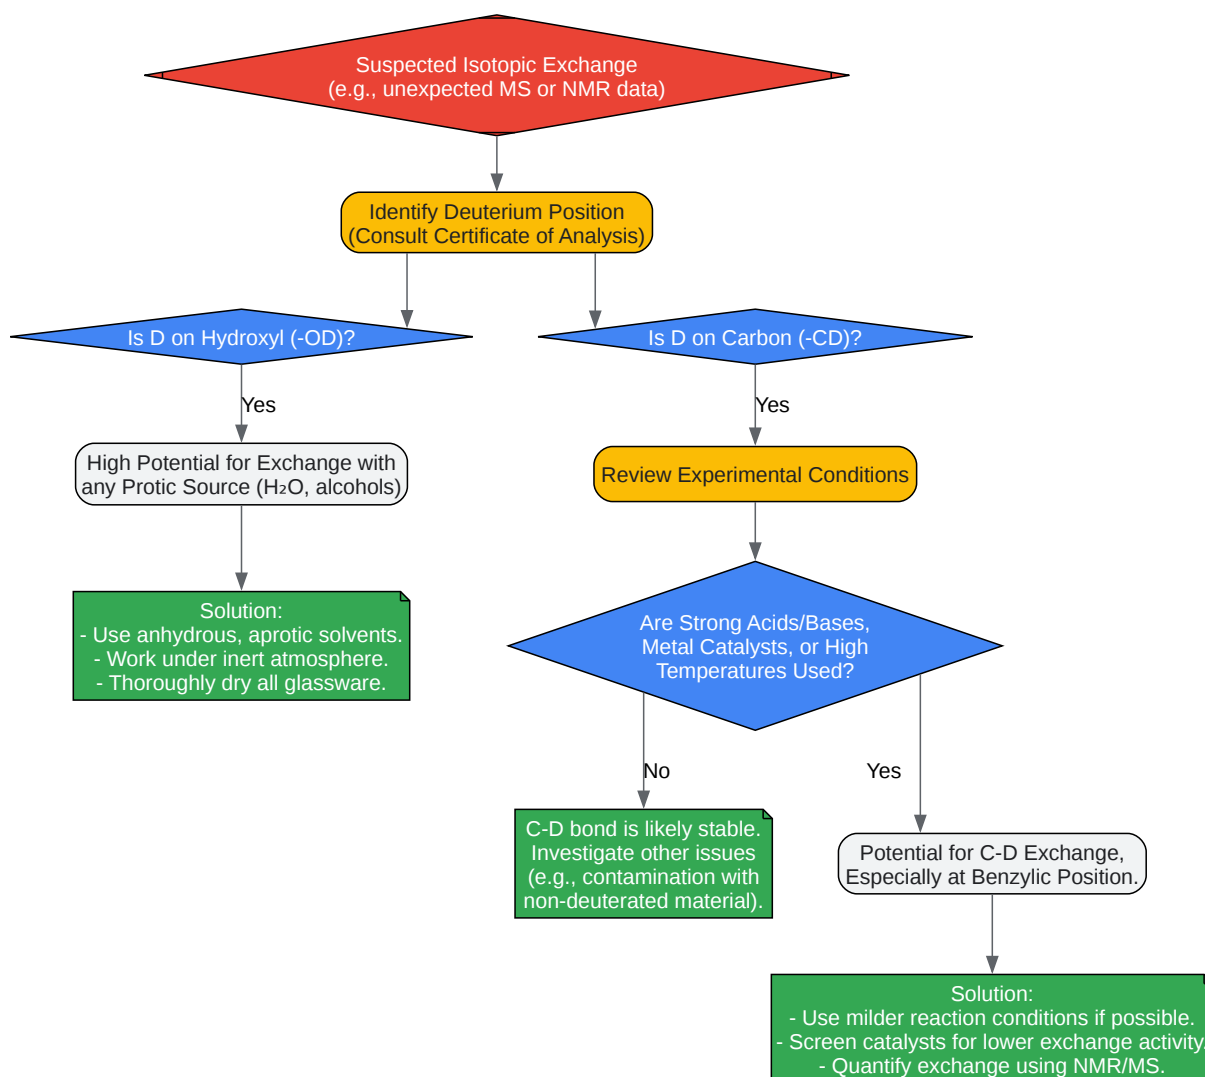 Suspected Isotopic Exchange
(e.g., unexpected MS or NMR data)
Identify Deuterium Position
(Consult Certificate of Analysis)
Is D on Hydroxyl (-OD)?
Is D on Carbon (-CD)?
Yes
Yes
High Potential for Exchange with
any Protic Source (H₂O, alcohols)
Review Experimental Conditions
Solution:
- Use anhydrous, aprotic solvents.
- Work under inert atmosphere.
- Thoroughly dry all glassware.
Are Strong Acids/Bases,
Metal Catalysts, or High
Temperatures Used?
No
Yes
C-D bond is likely stable.
Investigate other issues
(e.g., contamination with
non-deuterated material).
Potential for C-D Exchange,
Especially at Benzylic Position.
Solution:
- Use milder reaction conditions if possible.
- Screen catalysts for lower exchange activity.
- Quantify exchange using NMR/MS.